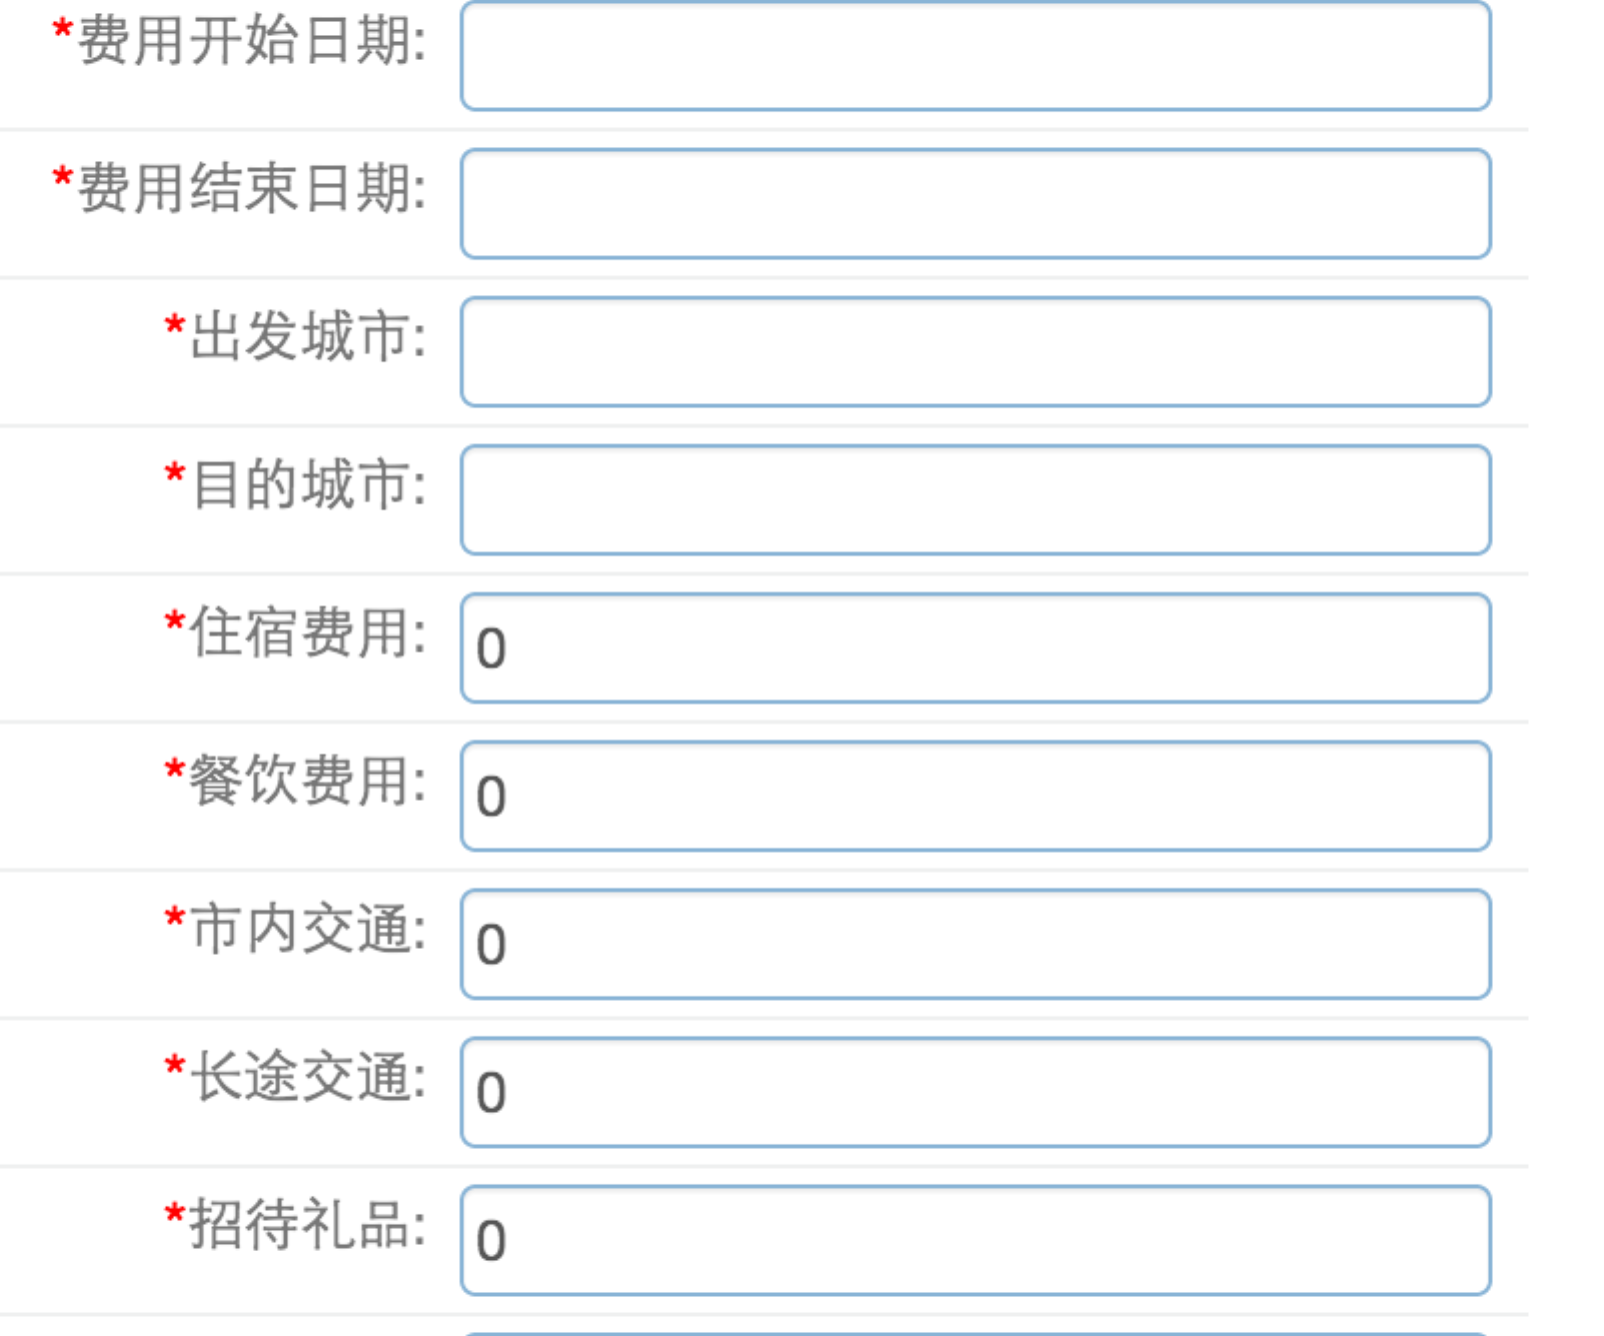 *费用开始日期:
*费用结束日期:
*出发城市:
*目的城市:
*住宿费用: 0
*餐饮费用: 0
*市内交通: 0
*长途交通: 0
*招待礼品: 0